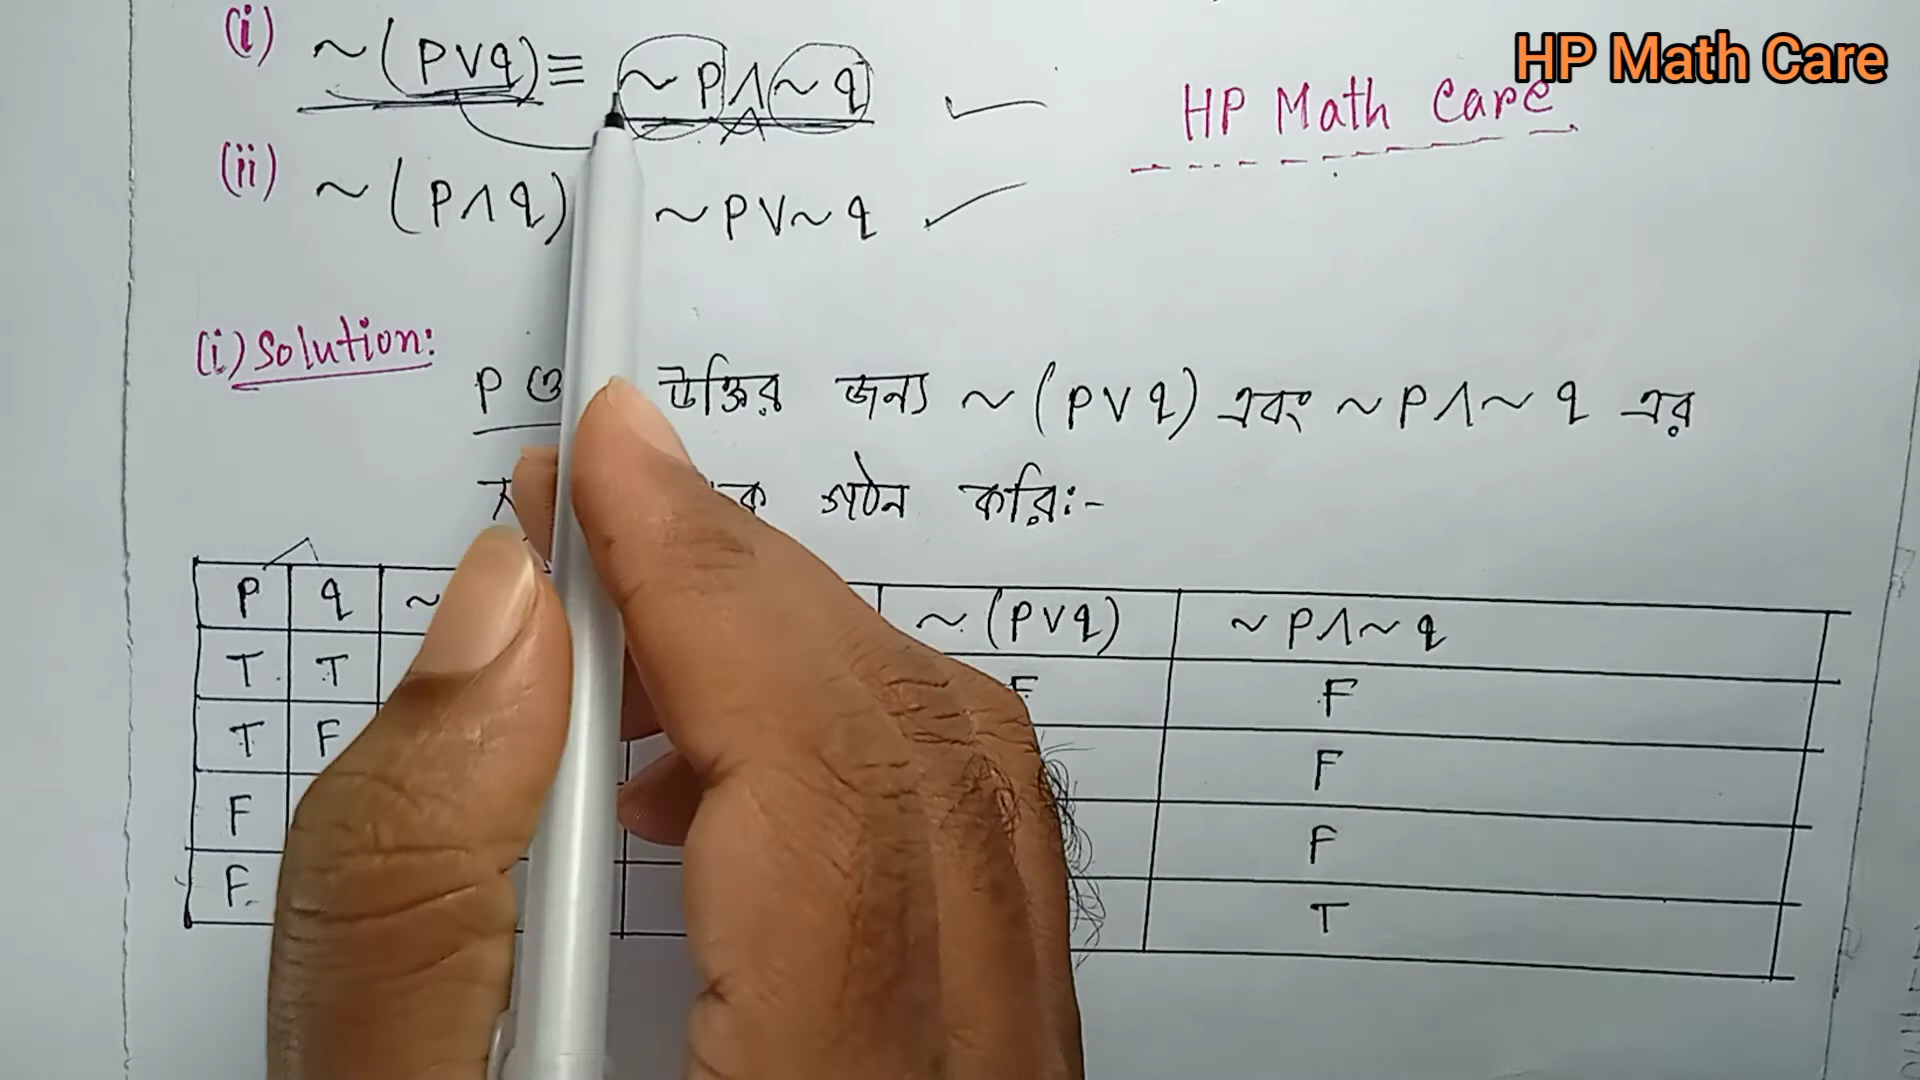 HP Math Care
(i) ~(p∨q) ≡ ~p∧~q
HP Math Care
(ii) ~(p∧q) ~p∨~q
(i) Solution:
p ও উক্তির জন্য ~(p∨q) এবং ~p∧~q এর
গঠন করি:-
p q ~ ~(p∨q) ~p∧~q
T T F F
T F F
F F
F T